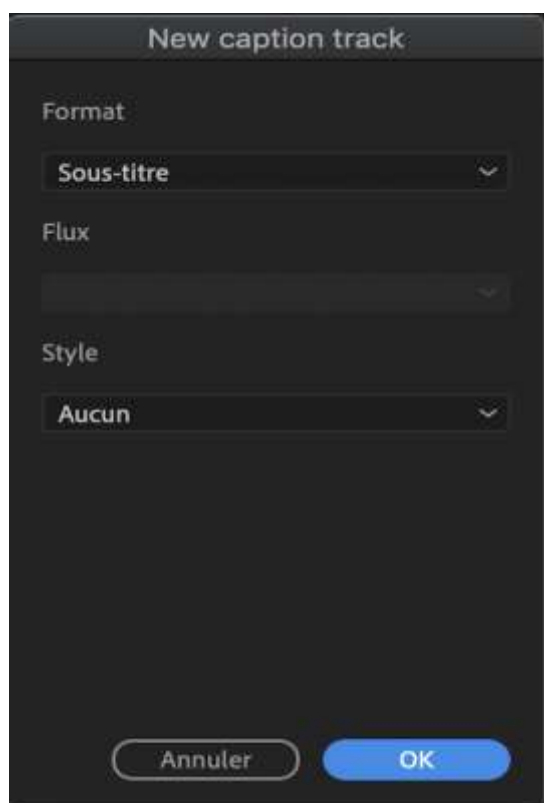 New caption track
Format
Sous-titre
Flux
Style
Aucun
Annuler
OK